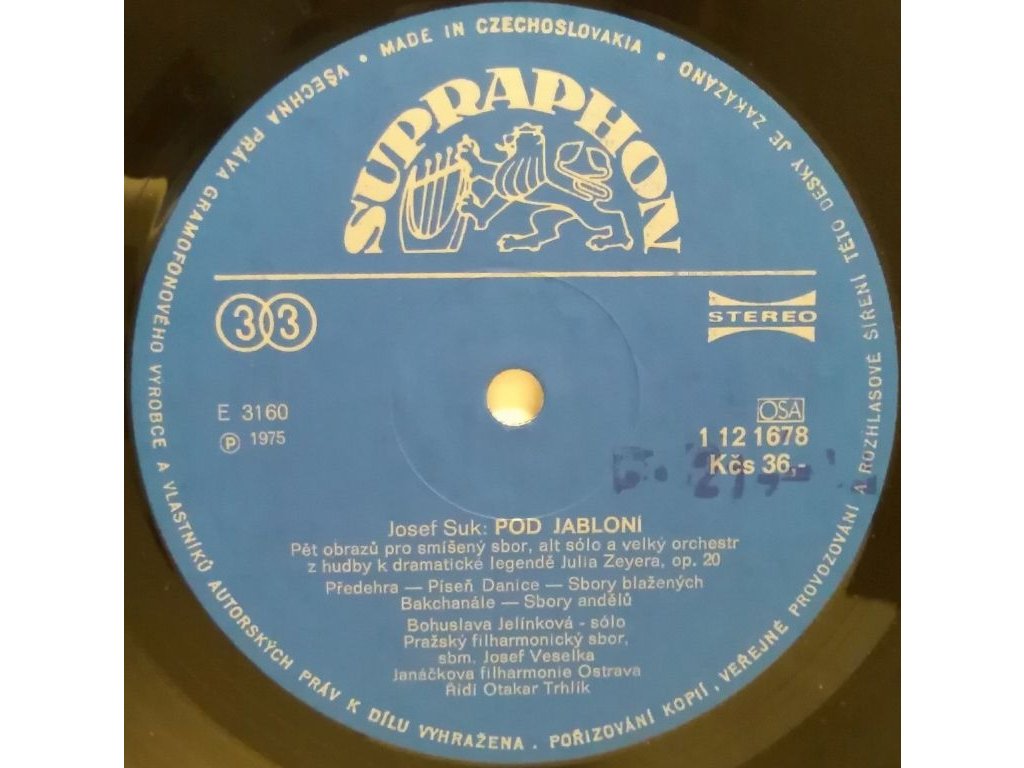 VŠECHNA PRÁVA GRAMOFONOVÉHO VÝROBCE A VLASTNÍKŮ AUTORSKÝCH PRÁV K DÍLU VYHRAŽENA . POŘIZOVÁNÍ KOPIÍ, VEŘEJNÉ PROVOZOVÁNÍ A ROZHLASOVÉ ŠÍŘENÍ TÉTO DESKY JE ZAKÁZÁNO • MADE IN CZECHOSLOVAKIA •
SUPRAPHON
33
STEREO
E 3160
Ⓟ 1975
OSA
1 12 1678
Kčs 36,-
Josef Suk: POD JABLONÍ
Pět obrazů pro smíšený sbor, alt sólo a velký orchestr
z hudby k dramatické legendě Julia Zeyera, op. 20
Předehra — Píseň Danice — Sbory blažených
Bakchanále — Sbory andělů
Bohuslava Jelínková - sólo
Pražský filharmonický sbor,
sbm. Josef Veselka
Janáčkova filharmonie Ostrava
Řídí Otakar Trhlík